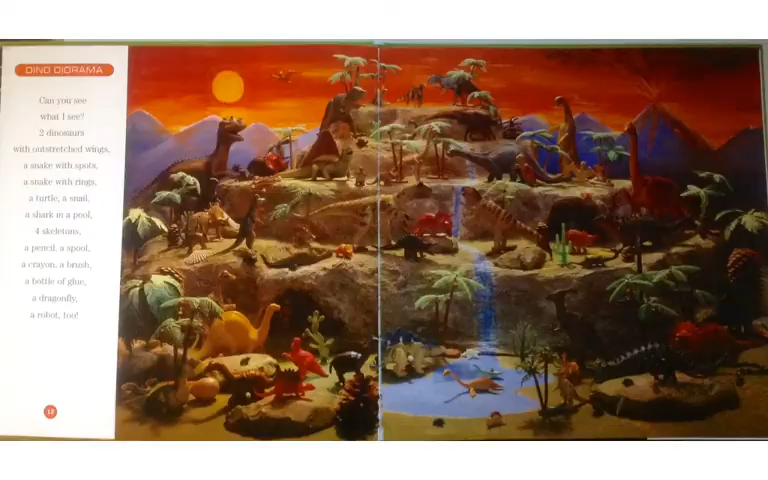 DINO DIORAMA
Can you see
what I see?
2 dinosaurs
with outstretched wings,
a snake with spots,
a snake with rings,
a turtle, a snail,
a shark in a pool,
4 skeletons,
a pencil, a spool,
a crayon, a brush,
a bottle of glue,
a dragonfly,
a robot, too!
12